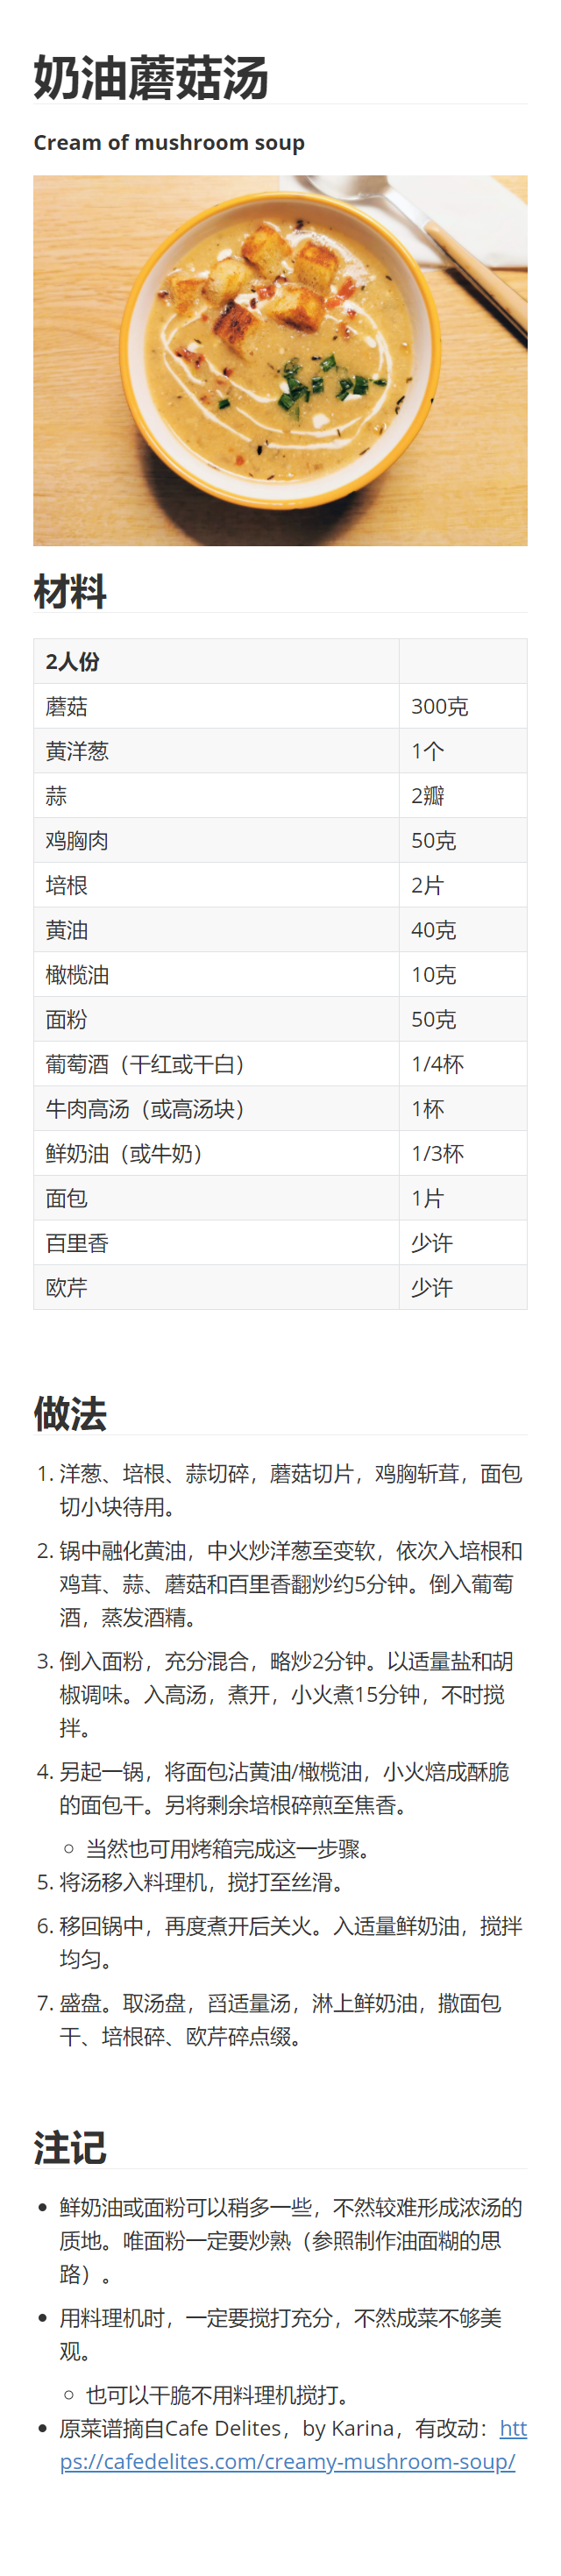 奶油蘑菇汤
Cream of mushroom soup
材料
2人份
蘑菇 300克
黄洋葱 1个
蒜 2瓣
鸡胸肉 50克
培根 2片
黄油 40克
橄榄油 10克
面粉 50克
葡萄酒（干红或干白） 1/4杯
牛肉高汤（或高汤块） 1杯
鲜奶油（或牛奶） 1/3杯
面包 1片
百里香 少许
欧芹 少许
做法
1. 洋葱、培根、蒜切碎，蘑菇切片，鸡胸斩茸，面包
切小块待用。
2. 锅中融化黄油，中火炒洋葱至变软，依次入培根和
鸡茸、蒜、蘑菇和百里香翻炒约5分钟。倒入葡萄
酒，蒸发酒精。
3. 倒入面粉，充分混合，略炒2分钟。以适量盐和胡
椒调味。入高汤，煮开，小火煮15分钟，不时搅
拌。
4. 另起一锅，将面包沾黄油/橄榄油，小火焙成酥脆
的面包干。另将剩余培根碎煎至焦香。
◦ 当然也可用烤箱完成这一步骤。
5. 将汤移入料理机，搅打至丝滑。
6. 移回锅中，再度煮开后关火。入适量鲜奶油，搅拌
均匀。
7. 盛盘。取汤盘，舀适量汤，淋上鲜奶油，撒面包
干、培根碎、欧芹碎点缀。
注记
• 鲜奶油或面粉可以稍多一些，不然较难形成浓汤的
质地。唯面粉一定要炒熟（参照制作油面糊的思
路）。
• 用料理机时，一定要搅打充分，不然成菜不够美
观。
◦ 也可以干脆不用料理机搅打。
• 原菜谱摘自Cafe Delites，by Karina，有改动：htt
ps://cafedelites.com/creamy-mushroom-soup/